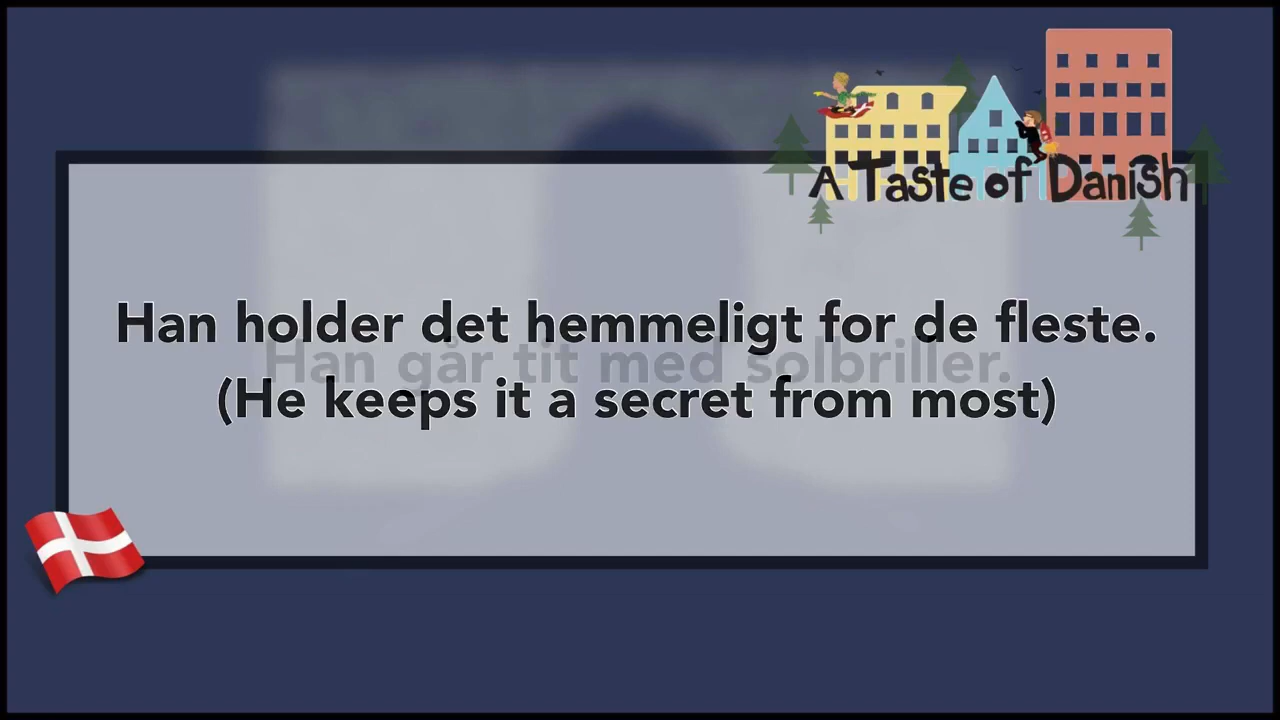 A Taste of Danish
Han holder det hemmeligt for de fleste.
Han går tit med solbriller.
(He keeps it a secret from most)